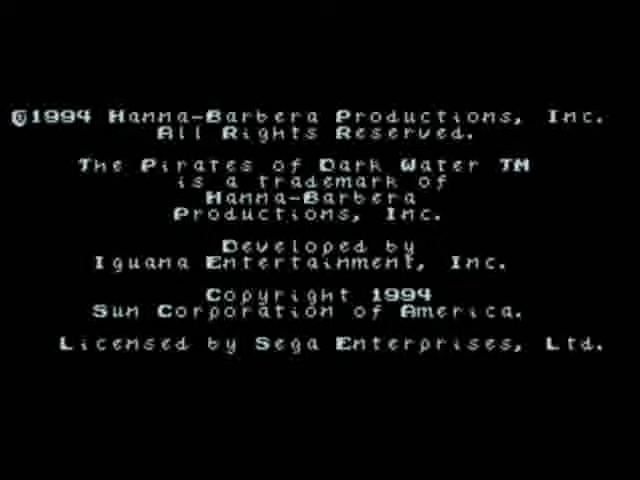 ©1994 Hanna-Barbera Productions, Inc.
All Rights Reserved.
The Pirates of Dark Water TM
is a trademark of
Hanna-Barbera
Productions, Inc.
Developed by
Iguana Entertainment, Inc.
Copyright 1994
Sun Corporation of America.
Licensed by Sega Enterprises, Ltd.